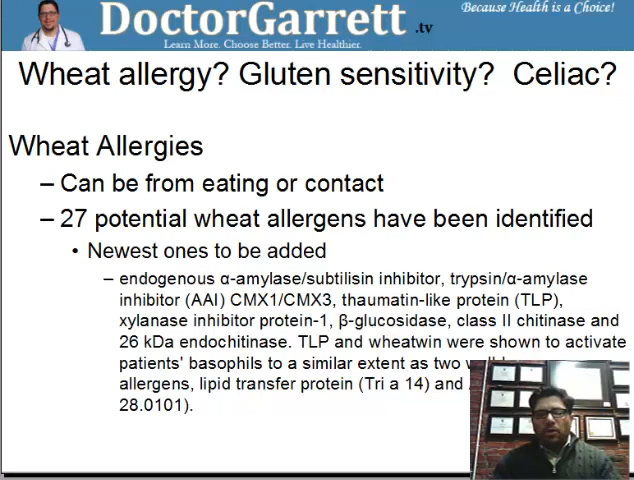 Because Health is a Choice!
DoctorGarrett.tv
Learn More. Choose Better. Live Healthier.
Wheat allergy? Gluten sensitivity?  Celiac?
Wheat Allergies
– Can be from eating or contact
– 27 potential wheat allergens have been identified
• Newest ones to be added
– endogenous α-amylase/subtilisin inhibitor, trypsin/α-amylase
inhibitor (AAI) CMX1/CMX3, thaumatin-like protein (TLP),
xylanase inhibitor protein-1, β-glucosidase, class II chitinase and
26 kDa endochitinase. TLP and wheatwin were shown to activate
patients' basophils to a similar extent as two
allergens, lipid transfer protein (Tri a 14) and
28.0101).